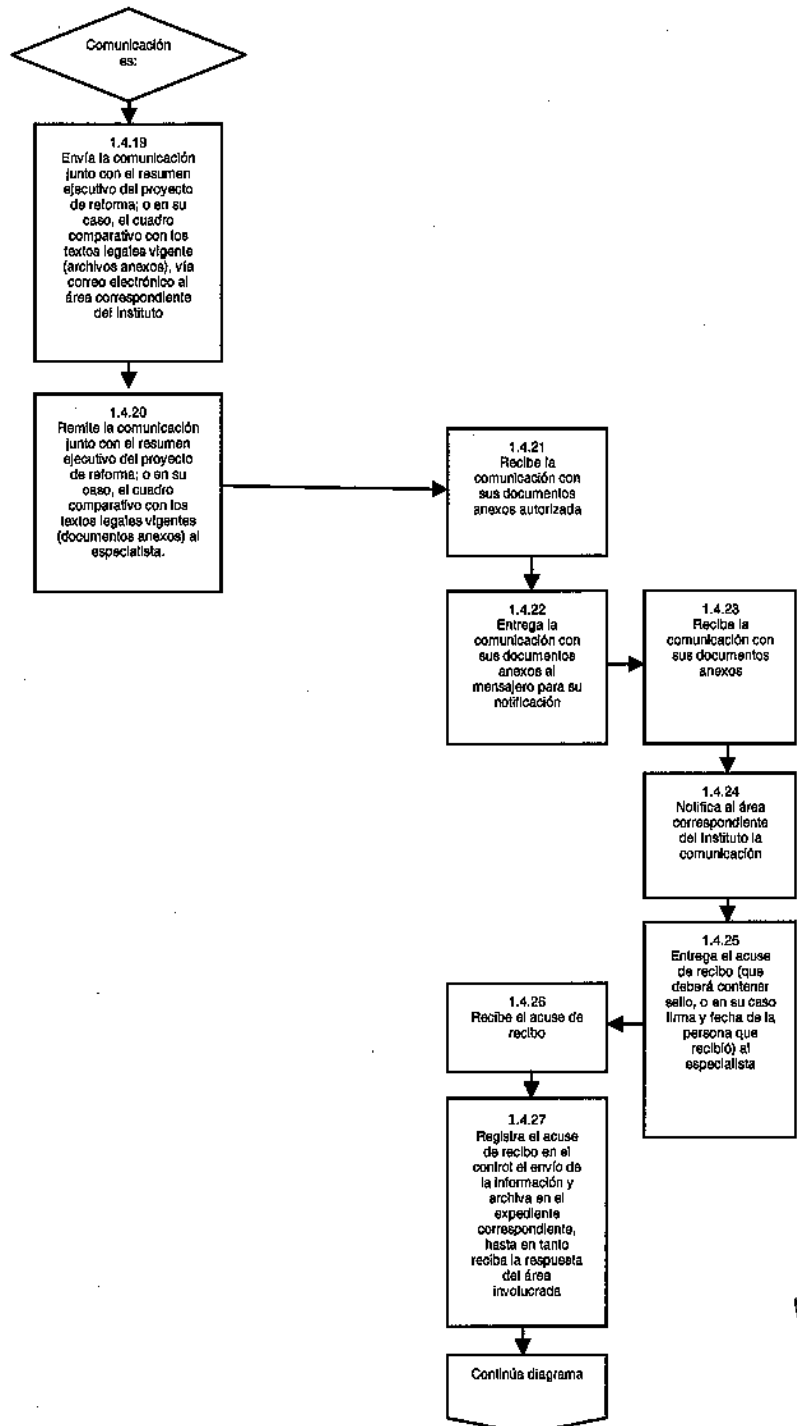 Comunicación
es:
1.4.19
Envía la comunicación
junto con el resumen
ejecutivo del proyecto
de reforma; o en su
caso, el cuadro
comparativo con los
textos legales vigente
(archivos anexos), vía
correo electrónico al
área correspondiente
del Instituto
1.4.20
Remite la comunicación
junto con el resumen
ejecutivo del proyecto
de reforma; o en su
caso, el cuadro
comparativo con los
textos legales vigentes
(documentos anexos) al
especialista.
1.4.21
Recibe la
comunicación con
sus documentos
anexos autorizada
1.4.22
Entrega la
comunicación con
sus documentos
anexos al
mensajero para su
notificación
1.4.23
Recibe la
comunicación con
sus documentos
anexos
1.4.24
Notifica al área
correspondiente
del Instituto la
comunicación
1.4.25
Entrega el acuse
de recibo (que
deberá contener
sello, o en su caso
firma y fecha de la
persona que
recibió) al
especialista
1.4.26
Recibe el acuse de
recibo
1.4.27
Registra el acuse
de recibo en el
control el envío de
la información y
archiva en el
expediente
correspondiente,
hasta en tanto
reciba la respuesta
del área
involucrada
Continúa diagrama